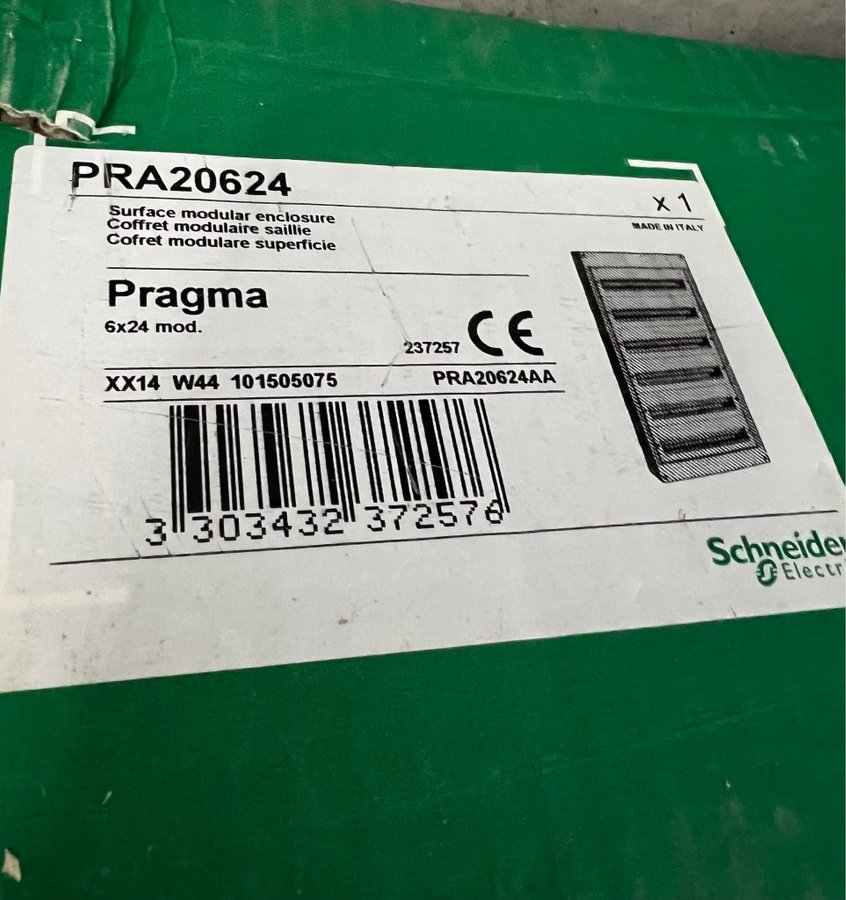 PRA20624
x 1
Surface modular enclosure
MADE IN ITALY
Coffret modulaire saillie
Cofret modulare superficie
Pragma
6x24 mod.
237257 CE
XX14 W44 101505075 PRA20624AA
3 303432 372576
Schneider
Electri